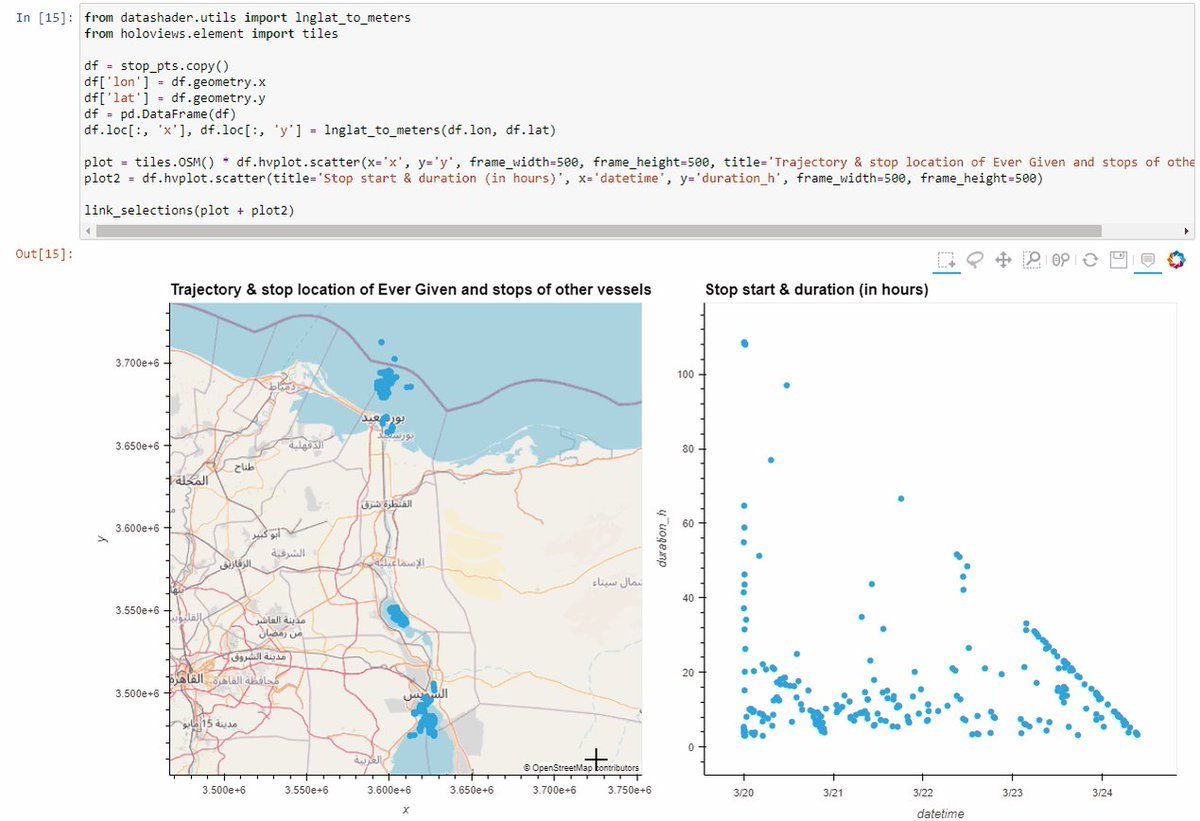 In [15]:
from datashader.utils import lnglat_to_meters
from holoviews.element import tiles
df = stop_pts.copy()
df['lon'] = df.geometry.x
df['lat'] = df.geometry.y
df = pd.DataFrame(df)
df.loc[:, 'x'], df.loc[:, 'y'] = lnglat_to_meters(df.lon, df.lat)
plot = tiles.OSM() * df.hvplot.scatter(x='x', y='y', frame_width=500, frame_height=500, title='Trajectory & stop location of Ever Given and stops of othe
plot2 = df.hvplot.scatter(title='Stop start & duration (in hours)', x='datetime', y='duration_h', frame_width=500, frame_height=500)
link_selections(plot + plot2)
Out[15]:
Trajectory & stop location of Ever Given and stops of other vessels
3.700e+6
3.650e+6
3.600e+6
3.550e+6
3.500e+6
y
دمياط
بورسعيد
بورسعيد
الدقهلية
طناح
المحلة
القنطرة شرق
أبو كبير
الشرقية
الزقازيق
الإسماعيلية
شمال سيناء
بنها
القليوبية
مدينة العاشر
من رمضان
مدينة الشروق
القاهرة
محافظة القاهرة
السويس
مدينة 15 مايو
الغربية
© OpenStreetMap contributors
3.500e+6
3.550e+6
3.600e+6
3.650e+6
3.700e+6
3.750e+6
x
Stop start & duration (in hours)
100
80
60
40
20
0
duration_h
3/20
3/21
3/22
3/23
3/24
datetime